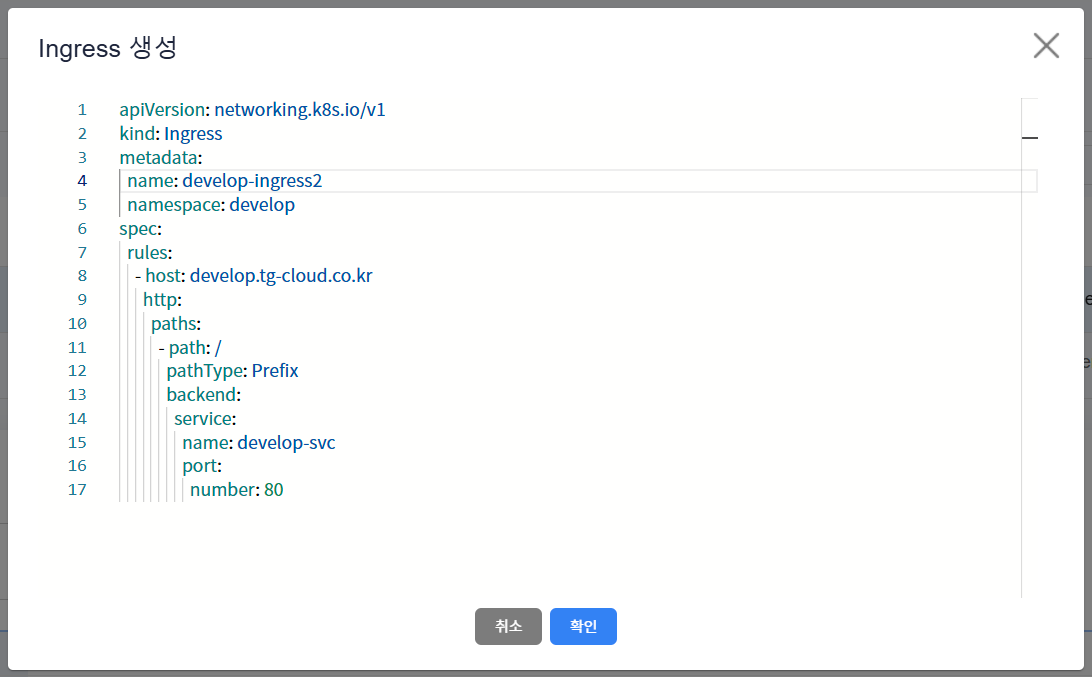 Ingress 생성
1 apiVersion: networking.k8s.io/v1
2 kind: Ingress
3 metadata:
4 name: develop-ingress2
5 namespace: develop
6 spec:
7 rules:
8 - host: develop.tg-cloud.co.kr
9 http:
10 paths:
11 - path: /
12 pathType: Prefix
13 backend:
14 service:
15 name: develop-svc
16 port:
17 number: 80
취소 확인